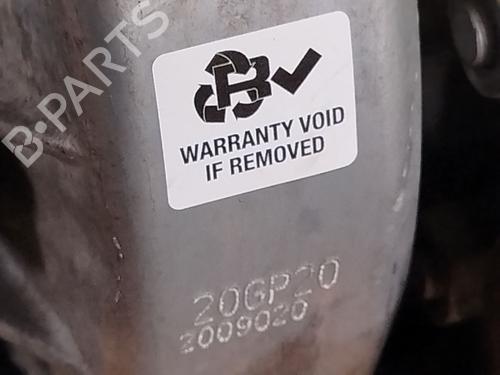 B-PARTS
WARRANTY VOID
IF REMOVED
20GP20
2009020